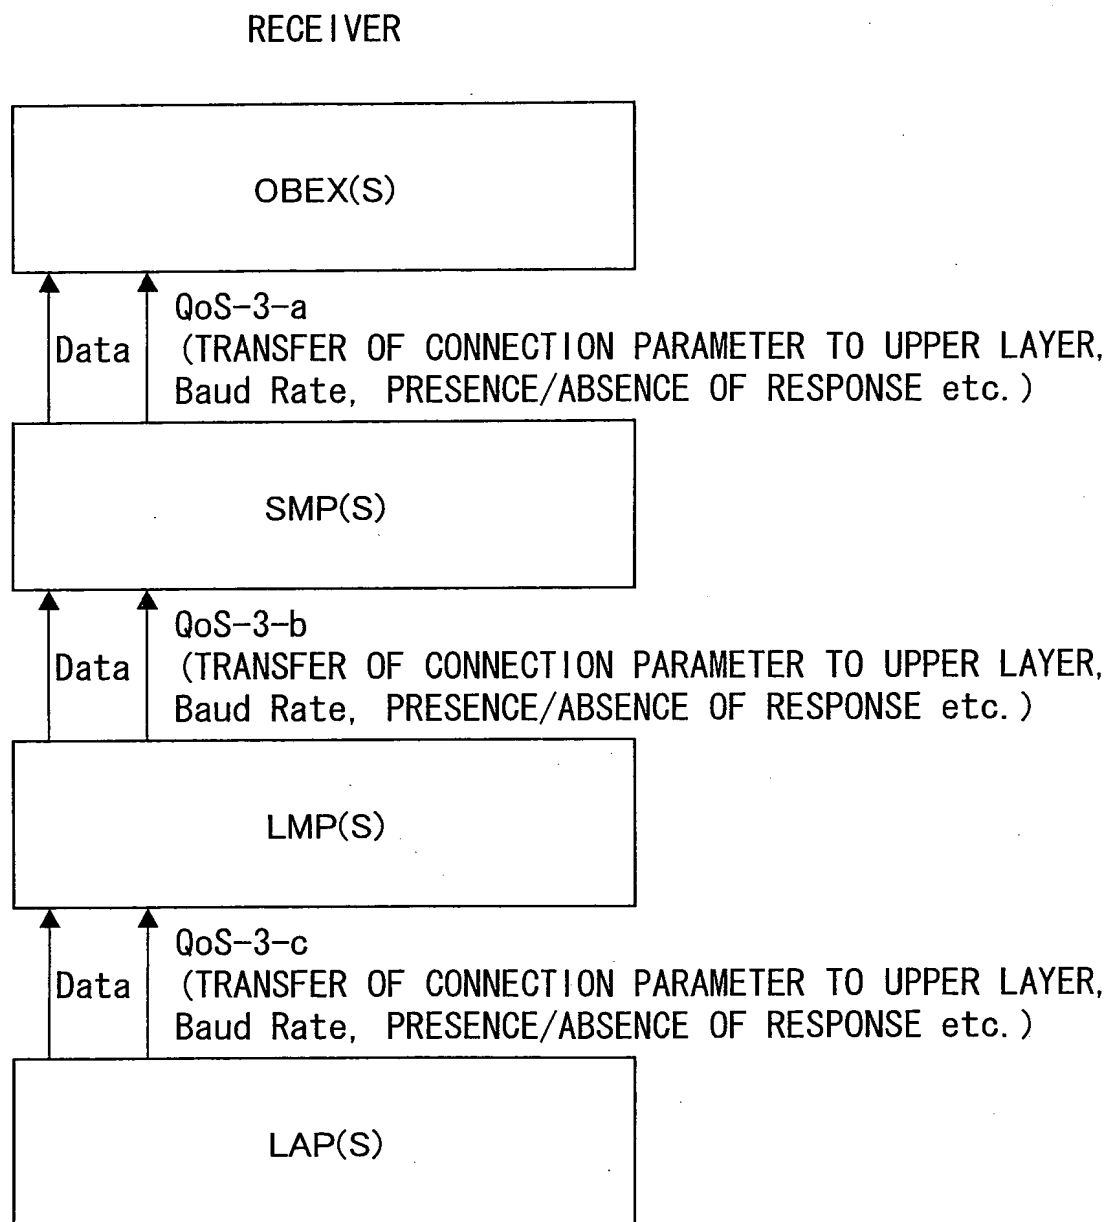 RECEIVER
OBEX(S)
QoS-3-a
Data (TRANSFER OF CONNECTION PARAMETER TO UPPER LAYER,
Baud Rate, PRESENCE/ABSENCE OF RESPONSE etc.)
SMP(S)
QoS-3-b
Data (TRANSFER OF CONNECTION PARAMETER TO UPPER LAYER,
Baud Rate, PRESENCE/ABSENCE OF RESPONSE etc.)
LMP(S)
QoS-3-c
Data (TRANSFER OF CONNECTION PARAMETER TO UPPER LAYER,
Baud Rate, PRESENCE/ABSENCE OF RESPONSE etc.)
LAP(S)